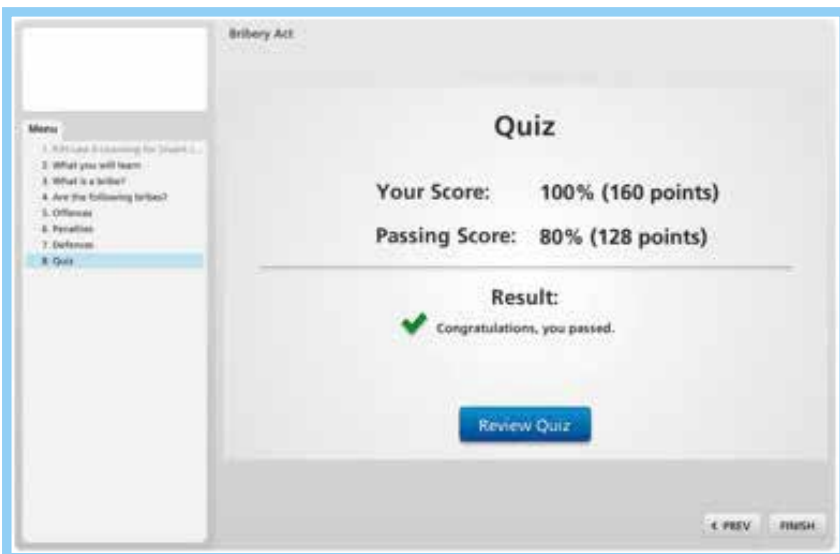 Bribery Act
Menu
2. What you will learn
3. What is a bribe?
4. Are the following bribes?
5. Offences
6. Penalties
7. Defences
8. Quiz
Quiz
Your Score: 100% (160 points)
Passing Score: 80% (128 points)
Result:
Congratulations, you passed.
Review Quiz
< PREV
FINISH